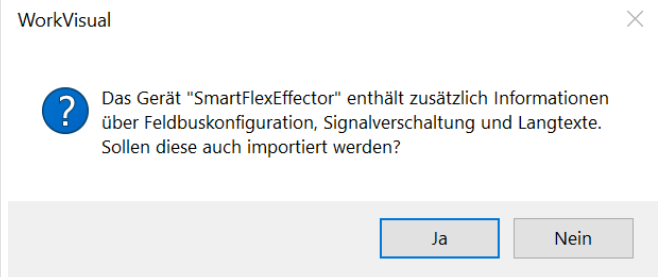 WorkVisual
Das Gerät "SmartFlexEffector" enthält zusätzlich Informationen
über Feldbuskonfiguration, Signalverschaltung und Langtexte.
Sollen diese auch importiert werden?
Ja
Nein